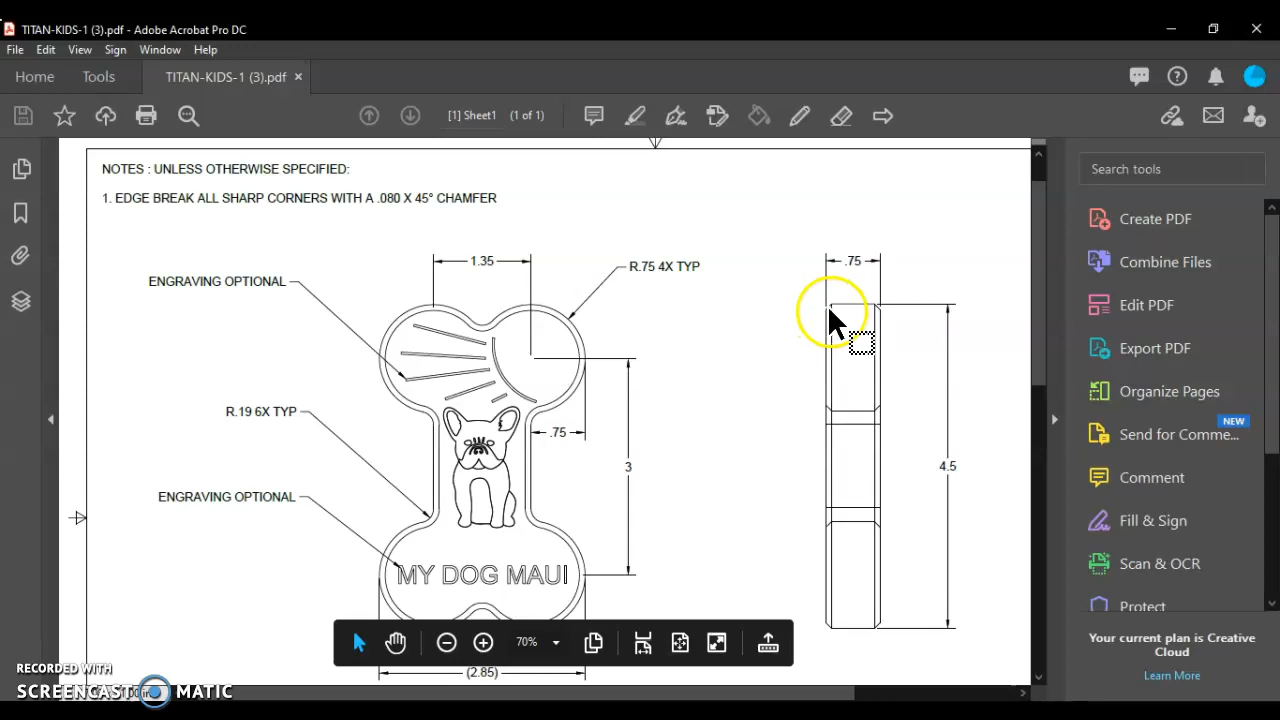 TITAN-KIDS-1 (3).pdf - Adobe Acrobat Pro DC
File Edit View Sign Window Help
Home Tools TITAN-KIDS-1 (3).pdf ×
[1] Sheet1 (1 of 1)
NOTES : UNLESS OTHERWISE SPECIFIED:
1. EDGE BREAK ALL SHARP CORNERS WITH A .080 X 45° CHAMFER
1.35
ENGRAVING OPTIONAL
R.75 4X TYP
.75
R.19 6X TYP
.75
3
4.5
ENGRAVING OPTIONAL
MY DOG MAUI
(2.85)
70%
Search tools
Create PDF
Combine Files
Edit PDF
Export PDF
Organize Pages
NEW
Send for Comme...
Comment
Fill & Sign
Scan & OCR
Protect
Your current plan is Creative
Cloud
Learn More
RECORDED WITH
SCREENCAST MATIC